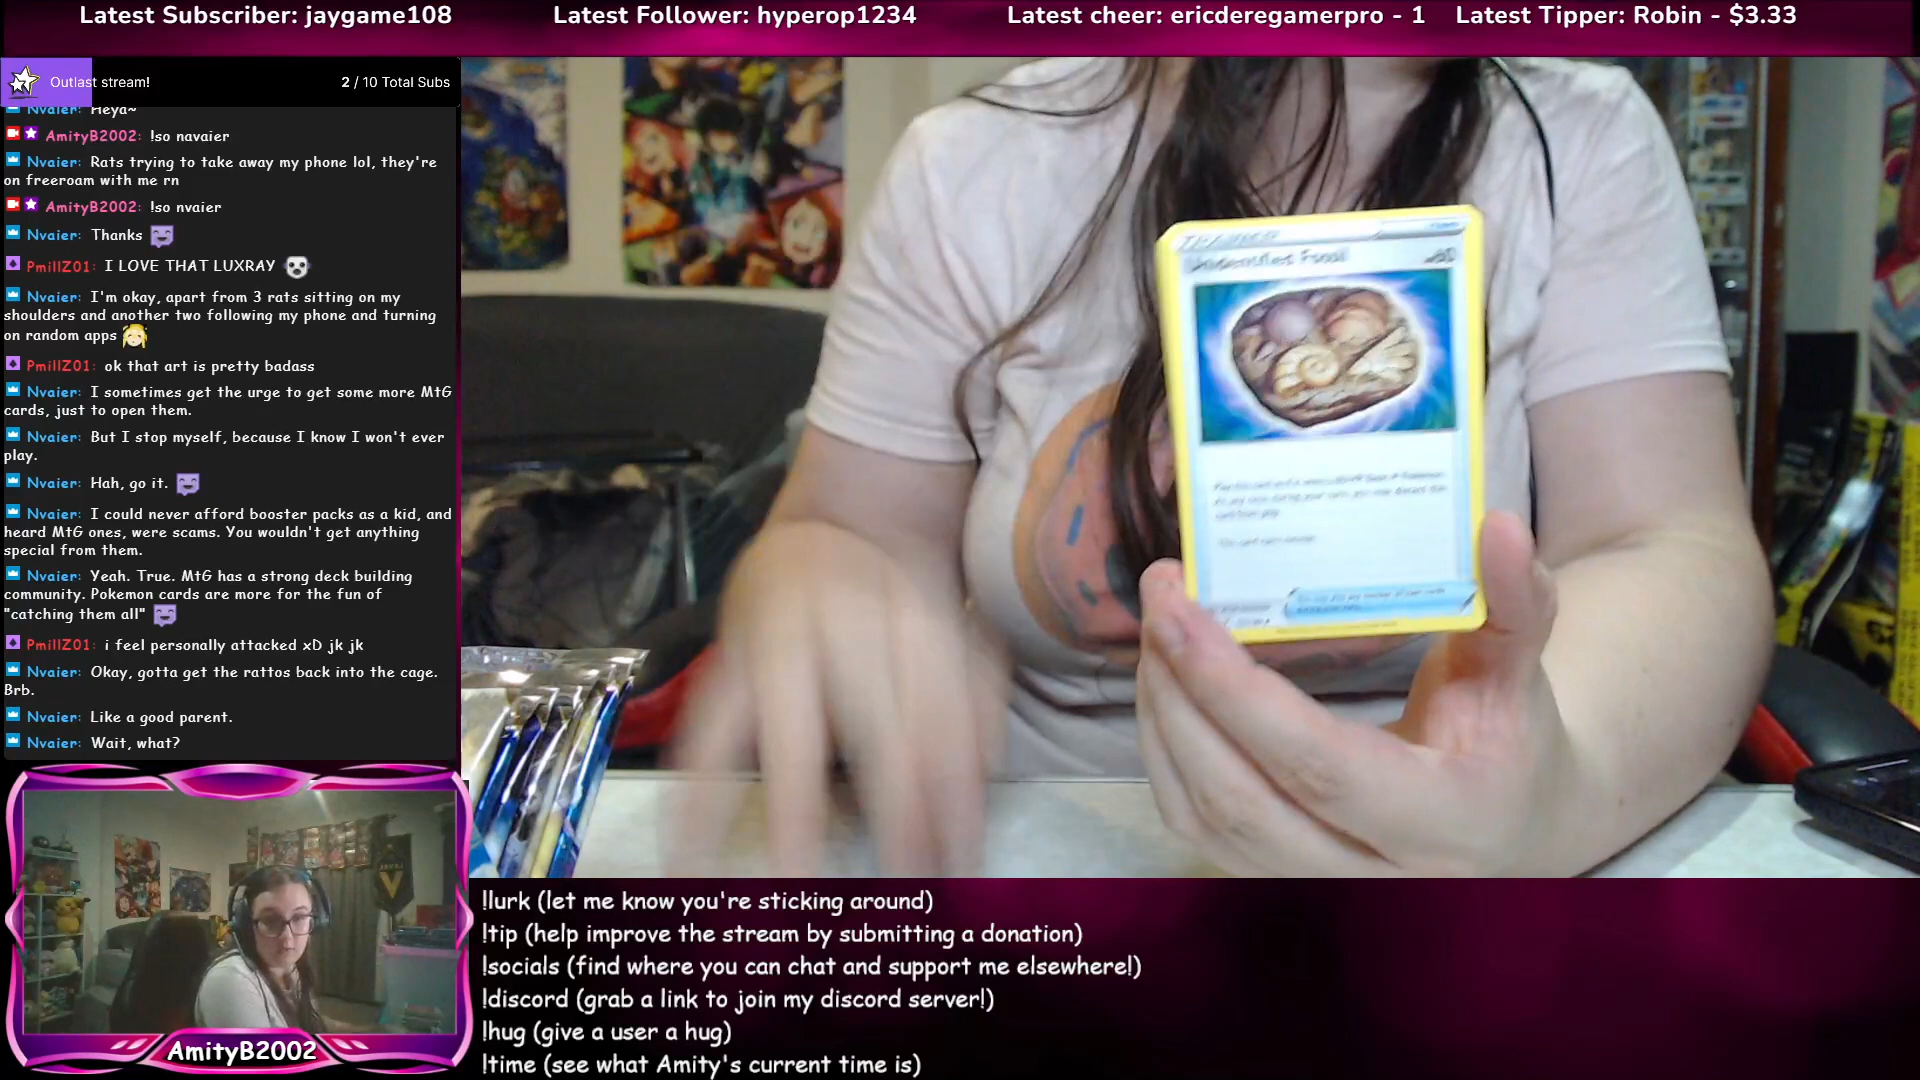 Latest Subscriber: jaygame108 Latest Follower: hyperop1234 Latest cheer: ericderegamerpro - 1 Latest Tipper: Robin - $3.33
Outlast stream! 2 / 10 Total Subs
Nvaier: Heya~
AmityB2002: !so navaier
Nvaier: Rats trying to take away my phone lol, they're
on freeroam with me rn
AmityB2002: !so nvaier
Nvaier: Thanks
PmillZ01: I LOVE THAT LUXRAY
Nvaier: I'm okay, apart from 3 rats sitting on my
shoulders and another two following my phone and turning
on random apps
PmillZ01: ok that art is pretty badass
Nvaier: I sometimes get the urge to get some more MtG
cards, just to open them.
Nvaier: But I stop myself, because I know I won't ever
play.
Nvaier: Hah, go it.
Nvaier: I could never afford booster packs as a kid, and
heard MtG ones, were scams. You wouldn't get anything
special from them.
Nvaier: Yeah. True. MtG has a strong deck building
community. Pokemon cards are more for the fun of
"catching them all"
PmillZ01: i feel personally attacked xD jk jk
Nvaier: Okay, gotta get the rattos back into the cage.
Brb.
Nvaier: Like a good parent.
Nvaier: Wait, what?
AmityB2002
!lurk (let me know you're sticking around)
!tip (help improve the stream by submitting a donation)
!socials (find where you can chat and support me elsewhere!)
!discord (grab a link to join my discord server!)
!hug (give a user a hug)
!time (see what Amity's current time is)